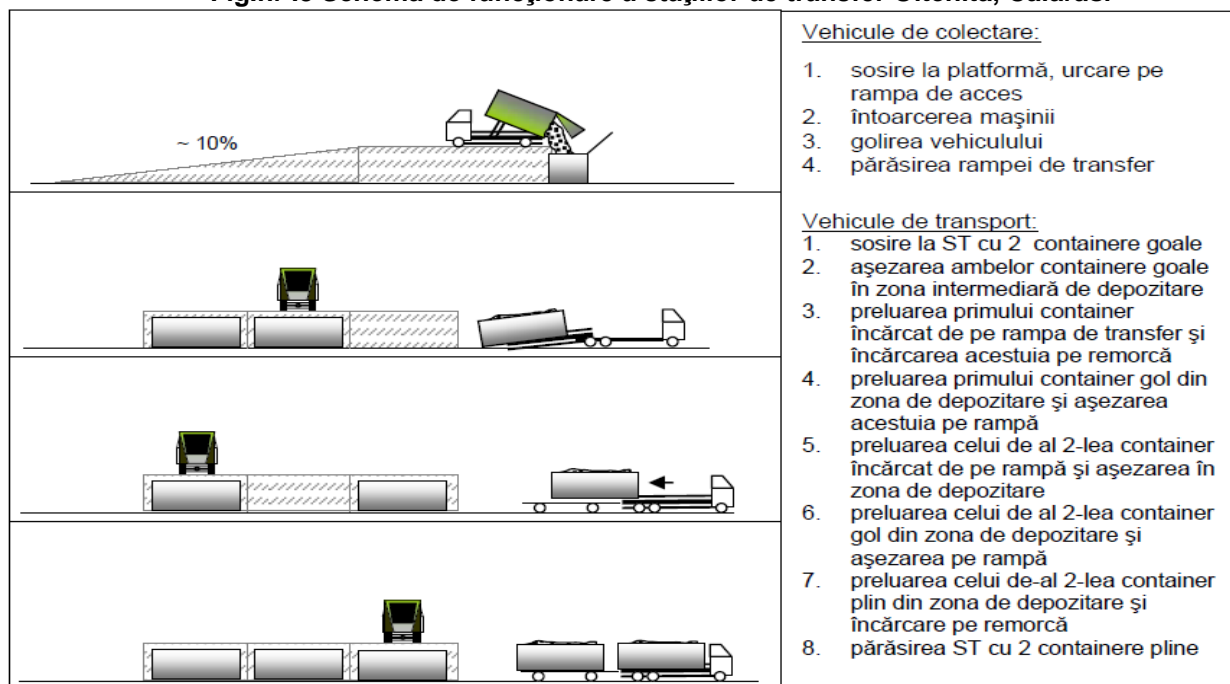 ~ 10%
Vehicule de colectare:
1. sosire la platformă, urcare pe
rampa de acces
2. întoarcerea maşinii
3. golirea vehiculului
4. părăsirea rampei de transfer
Vehicule de transport:
1. sosire la ST cu 2 containere goale
2. aşezarea ambelor containere goale
în zona intermediară de depozitare
3. preluarea primului container
încărcat de pe rampa de transfer şi
încărcarea acestuia pe remorcă
4. preluarea primului container gol din
zona de depozitare şi aşezarea
acestuia pe rampă
5. preluarea celui de al 2-lea container
încărcat de pe rampă şi aşezarea în
zona de depozitare
6. preluarea celui de al 2-lea container
gol din zona de depozitare şi
aşezarea pe rampă
7. preluarea celui de-al 2-lea container
plin din zona de depozitare şi
încărcare pe remorcă
8. părăsirea ST cu 2 containere pline